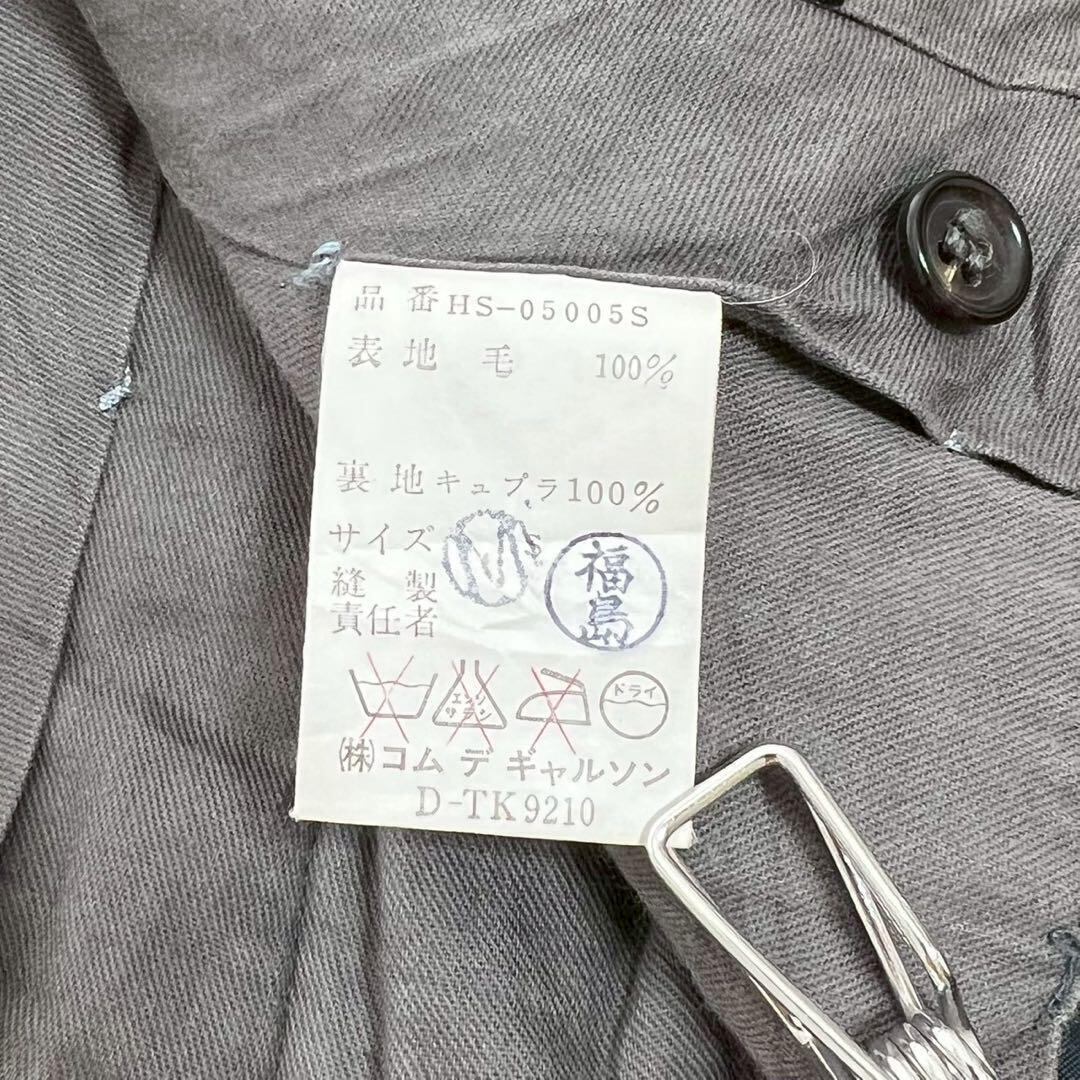 品番 HS-05005S
表地 毛 100%
裏地 キュプラ 100%
サイズ M S
縫製
責任者
福島
エンソ サラン ドライ
(株)コム デ ギャルソン
D-TK9210